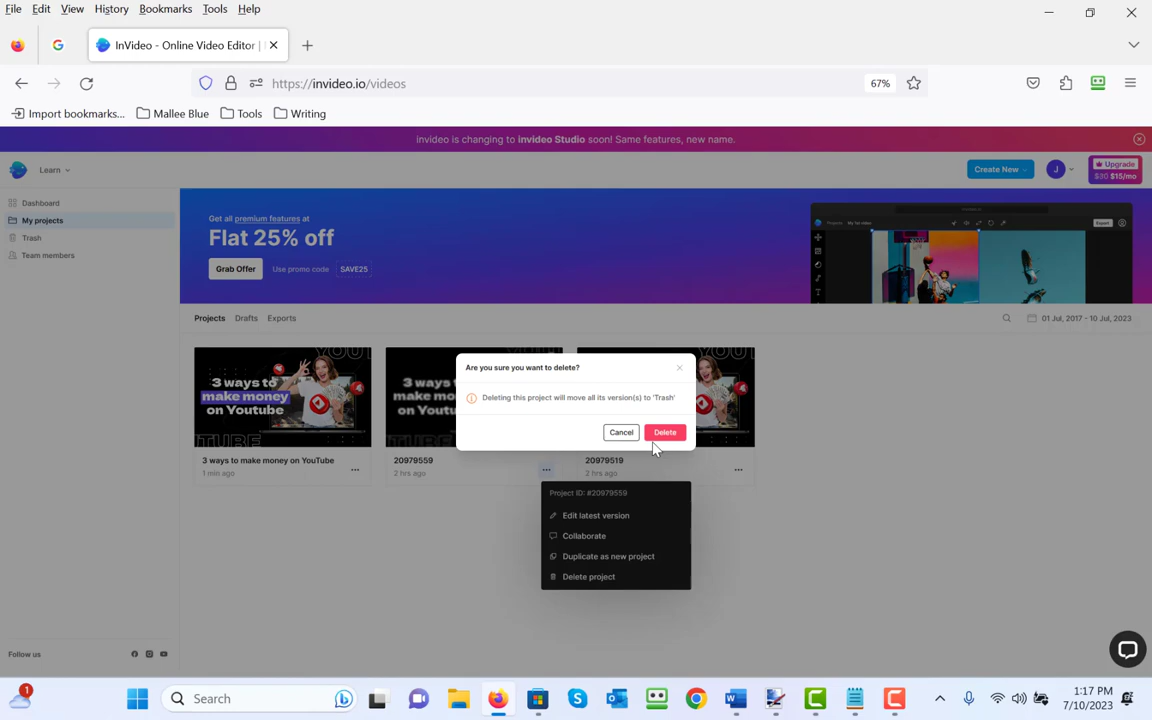 File Edit View History Bookmarks Tools Help
InVideo - Online Video Editor |
https://invideo.io/videos
67%
Import bookmarks... Mallee Blue Tools Writing
invideo is changing to invideo Studio soon! Same features, new name.
Learn
Create New
J
Upgrade
$30 $15/mo
Dashboard
My projects
Trash
Team members
Get all premium features at
Flat 25% off
Grab Offer Use promo code SAVE25
Projects Drafts Exports
01 Jul, 2017 - 10 Jul, 2023
3 ways to
make money
on Youtube
3 ways
make mo
on Youtu
Are you sure you want to delete?
Deleting this project will move all its version(s) to 'Trash'
Cancel Delete
3 ways to make money on YouTube
1 min ago
20979559
2 hrs ago
20979519
2 hrs ago
Project ID: #20979559
Edit latest version
Collaborate
Duplicate as new project
Delete project
Follow us
1
Search
1:17 PM
7/10/2023